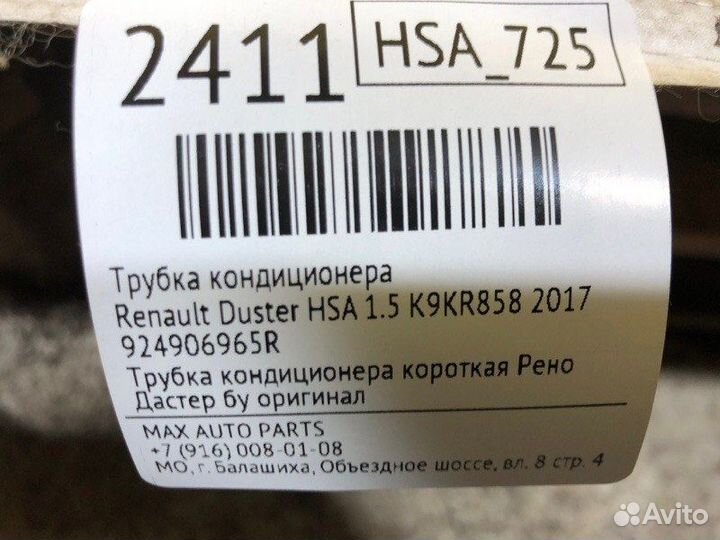 2411
HSA_725
Трубка кондиционера
Renault Duster HSA 1.5 K9KR858 2017
924906965R
Трубка кондиционера короткая Рено
Дастер бу оригинал
MAX AUTO PARTS
+7 (916) 008-01-08
МО, г. Балашиха, Объездное шоссе, вл. 8 стр. 4
Avito